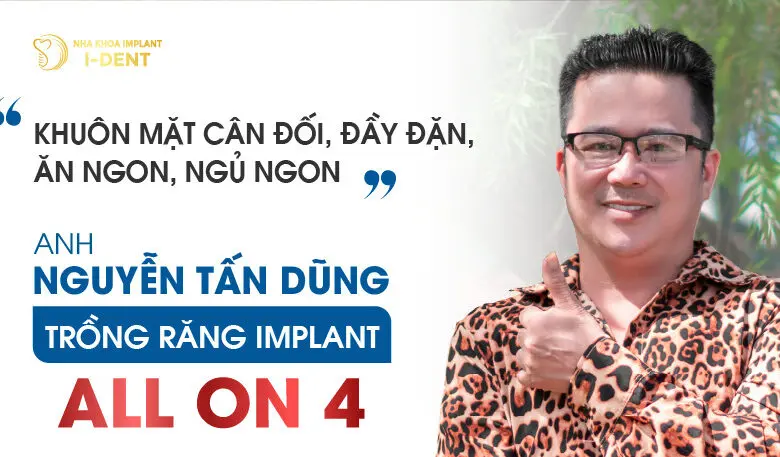 NHA KHOA IMPLANT
I-DENT
“
KHUÔN MẶT CÂN ĐỐI, ĐẦY ĐẶN,
ĂN NGON, NGỦ NGON ”
ANH
NGUYỄN TẤN DŨNG
TRỒNG RĂNG IMPLANT
ALL ON 4